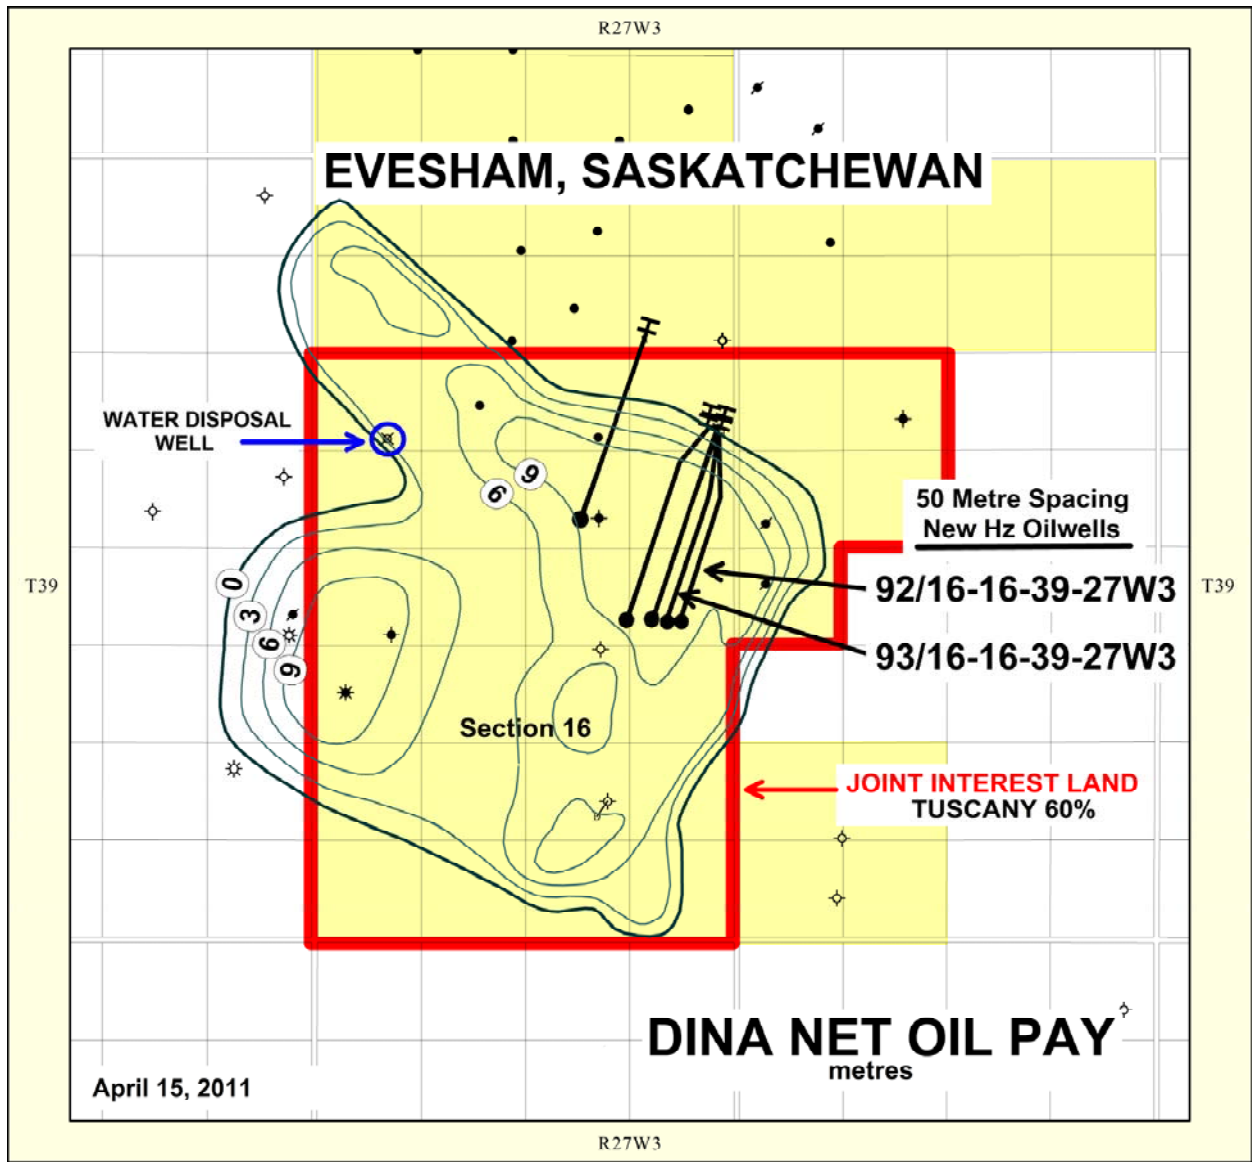 R27W3
EVESHAM, SASKATCHEWAN
WATER DISPOSAL
WELL
9
6
50 Metre Spacing
New Hz Oilwells
T39
0
3
6
9
92/16-16-39-27W3
T39
93/16-16-39-27W3
Section 16
JOINT INTEREST LAND
TUSCANY 60%
DINA NET OIL PAY
metres
April 15, 2011
R27W3